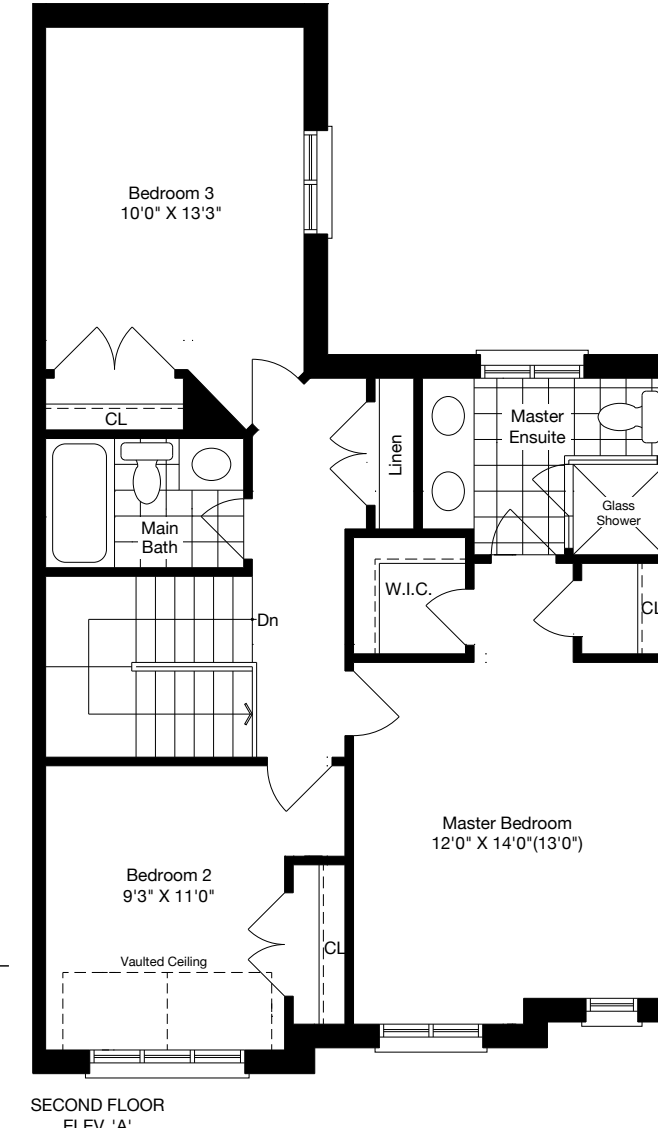 Bedroom 3
10'0" X 13'3"
CL
Linen
Master
Ensuite
Main
Bath
Glass
Shower
W.I.C.
CL
Dn
Master Bedroom
12'0" X 14'0"(13'0")
Bedroom 2
9'3" X 11'0"
CL
Vaulted Ceiling
SECOND FLOOR
ELEV. 'A'